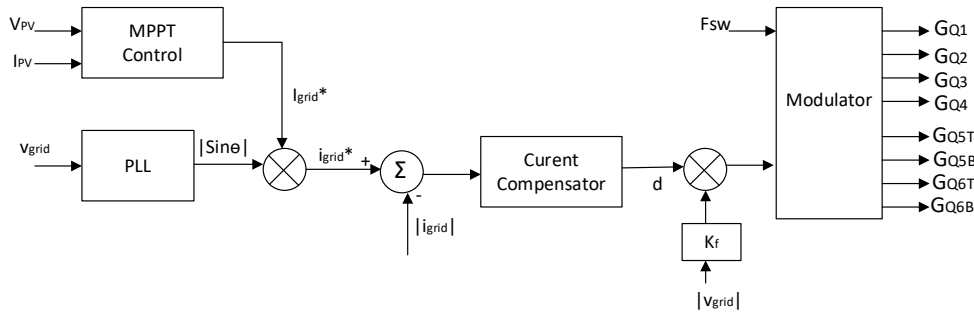 VPV
IPV
MPPT
Control
Igrid*
vgrid
PLL
|Sinɵ|
igrid*
+
Σ
-
|igrid|
Curent
Compensator
d
Kf
|vgrid|
Fsw
Modulator
GQ1
GQ2
GQ3
GQ4
GQ5T
GQ5B
GQ6T
GQ6B